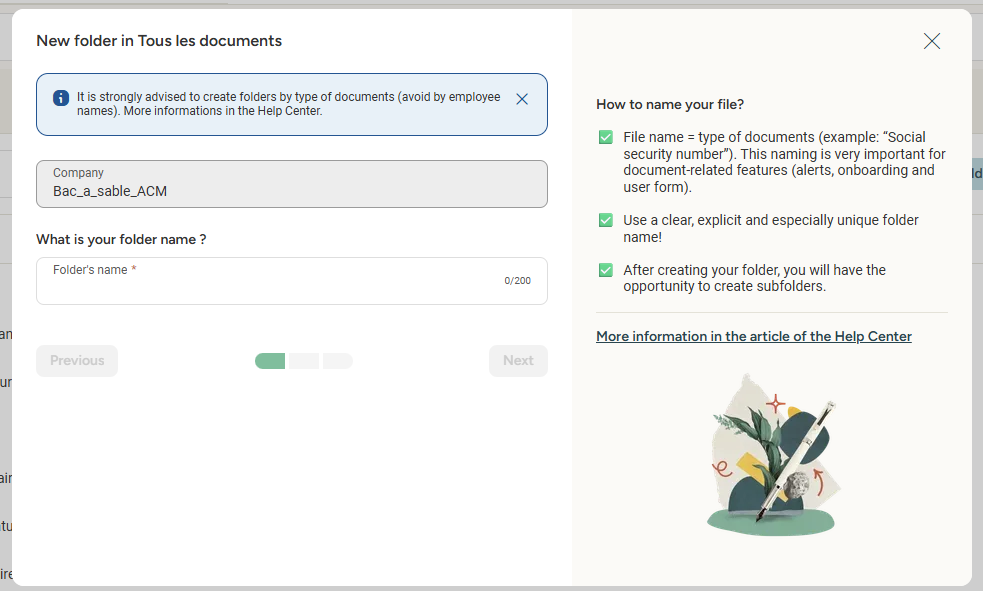 New folder in Tous les documents
It is strongly advised to create folders by type of documents (avoid by employee
names). More informations in the Help Center.
Company
Bac_a_sable_ACM
What is your folder name ?
Folder's name *
0/200
Previous
Next
How to name your file?
File name = type of documents (example: “Social
security number”). This naming is very important for
document-related features (alerts, onboarding and
user form).
Use a clear, explicit and especially unique folder
name!
After creating your folder, you will have the
opportunity to create subfolders.
More information in the article of the Help Center